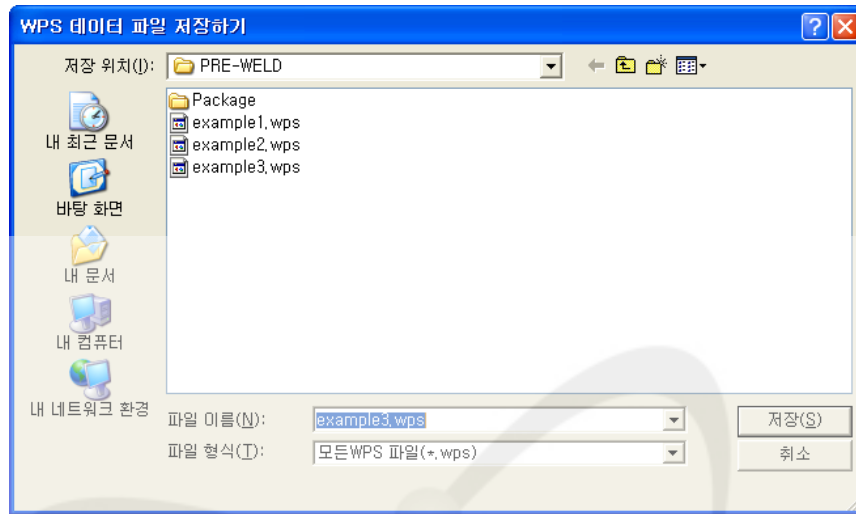 WPS 데이터 파일 저장하기
저장 위치(I): PRE-WELD
Package
example1.wps
example2.wps
example3.wps
내 최근 문서
바탕 화면
내 문서
내 컴퓨터
내 네트워크 환경
파일 이름(N): example3.wps 저장(S)
파일 형식(T): 모든WPS 파일(*.wps) 취소